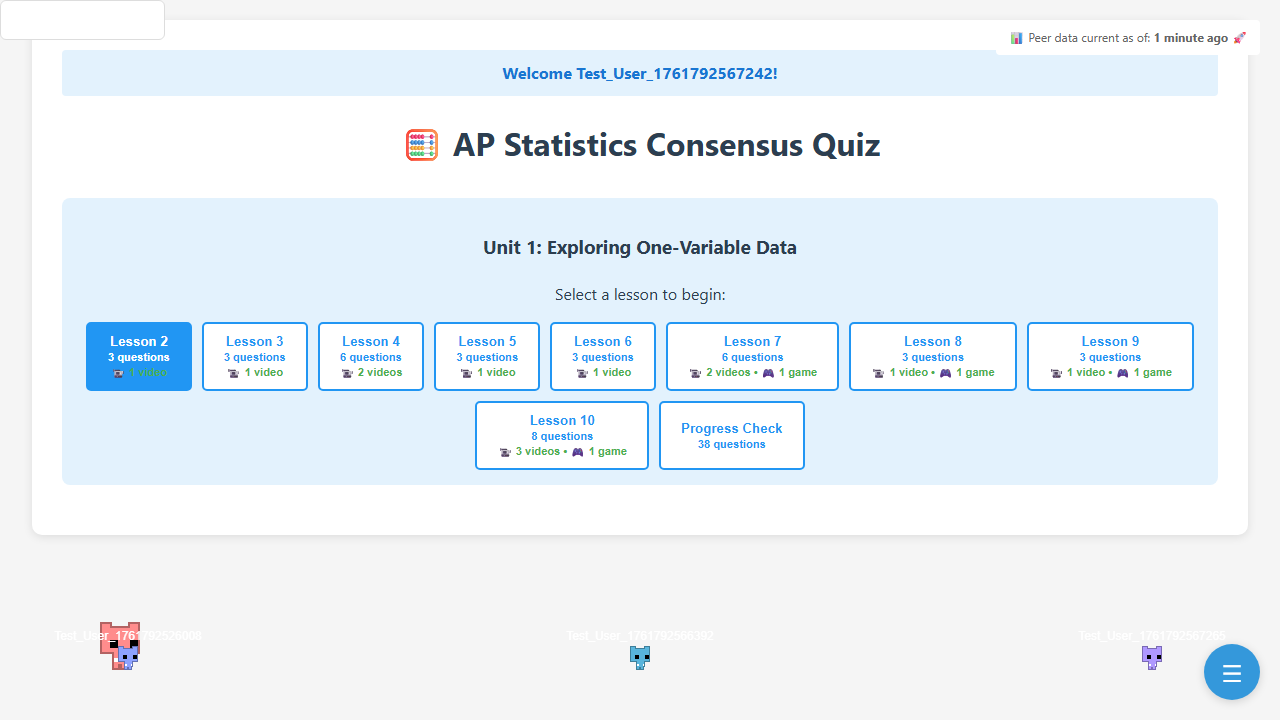 Peer data current as of: 1 minute ago
Welcome Test_User_1761792567242!
AP Statistics Consensus Quiz
Unit 1: Exploring One-Variable Data
Select a lesson to begin:
Lesson 2
3 questions
1 video
Lesson 3
3 questions
1 video
Lesson 4
6 questions
2 videos
Lesson 5
3 questions
1 video
Lesson 6
3 questions
1 video
Lesson 7
6 questions
2 videos • 1 game
Lesson 8
3 questions
1 video • 1 game
Lesson 9
3 questions
1 video • 1 game
Lesson 10
8 questions
3 videos • 1 game
Progress Check
38 questions
Test_User_1761792526008
Test_User_1761792567265